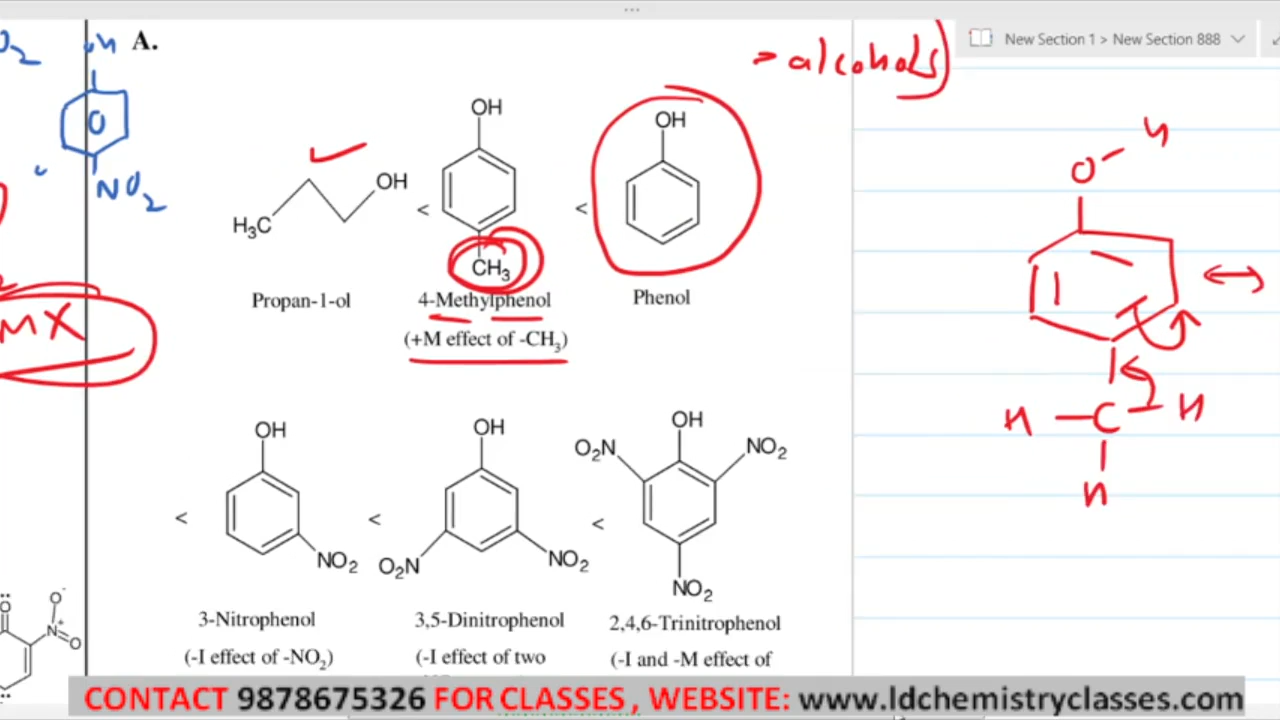 New Section 1 > New Section 888
A.
> alcohols)
H
O
NO2
OH
H3C
OH
<
CH3
<
OH
Propan-1-ol
4-Methylphenol
Phenol
(+M effect of -CH3)
MX
O-H
H-C-H
H
<
OH
NO2
<
OH
O2N
NO2
<
OH
O2N
NO2
NO2
3-Nitrophenol
3,5-Dinitrophenol
2,4,6-Trinitrophenol
(-I effect of -NO2)
(-I effect of two
(-I and -M effect of
O-
N+
O
CONTACT 9878675326 FOR CLASSES , WEBSITE: www.ldchemistryclasses.com